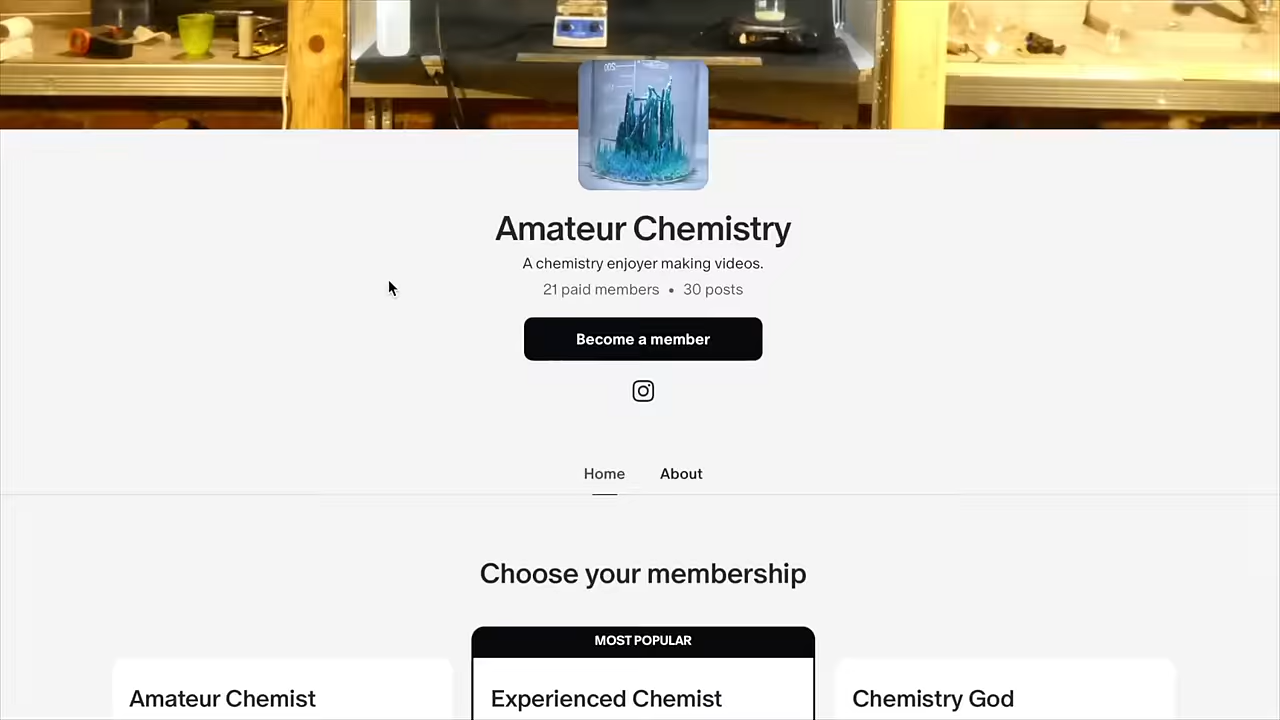 Amateur Chemistry
A chemistry enjoyer making videos.
21 paid members • 30 posts
Become a member
Home About
Choose your membership
MOST POPULAR
Amateur Chemist Experienced Chemist Chemistry God